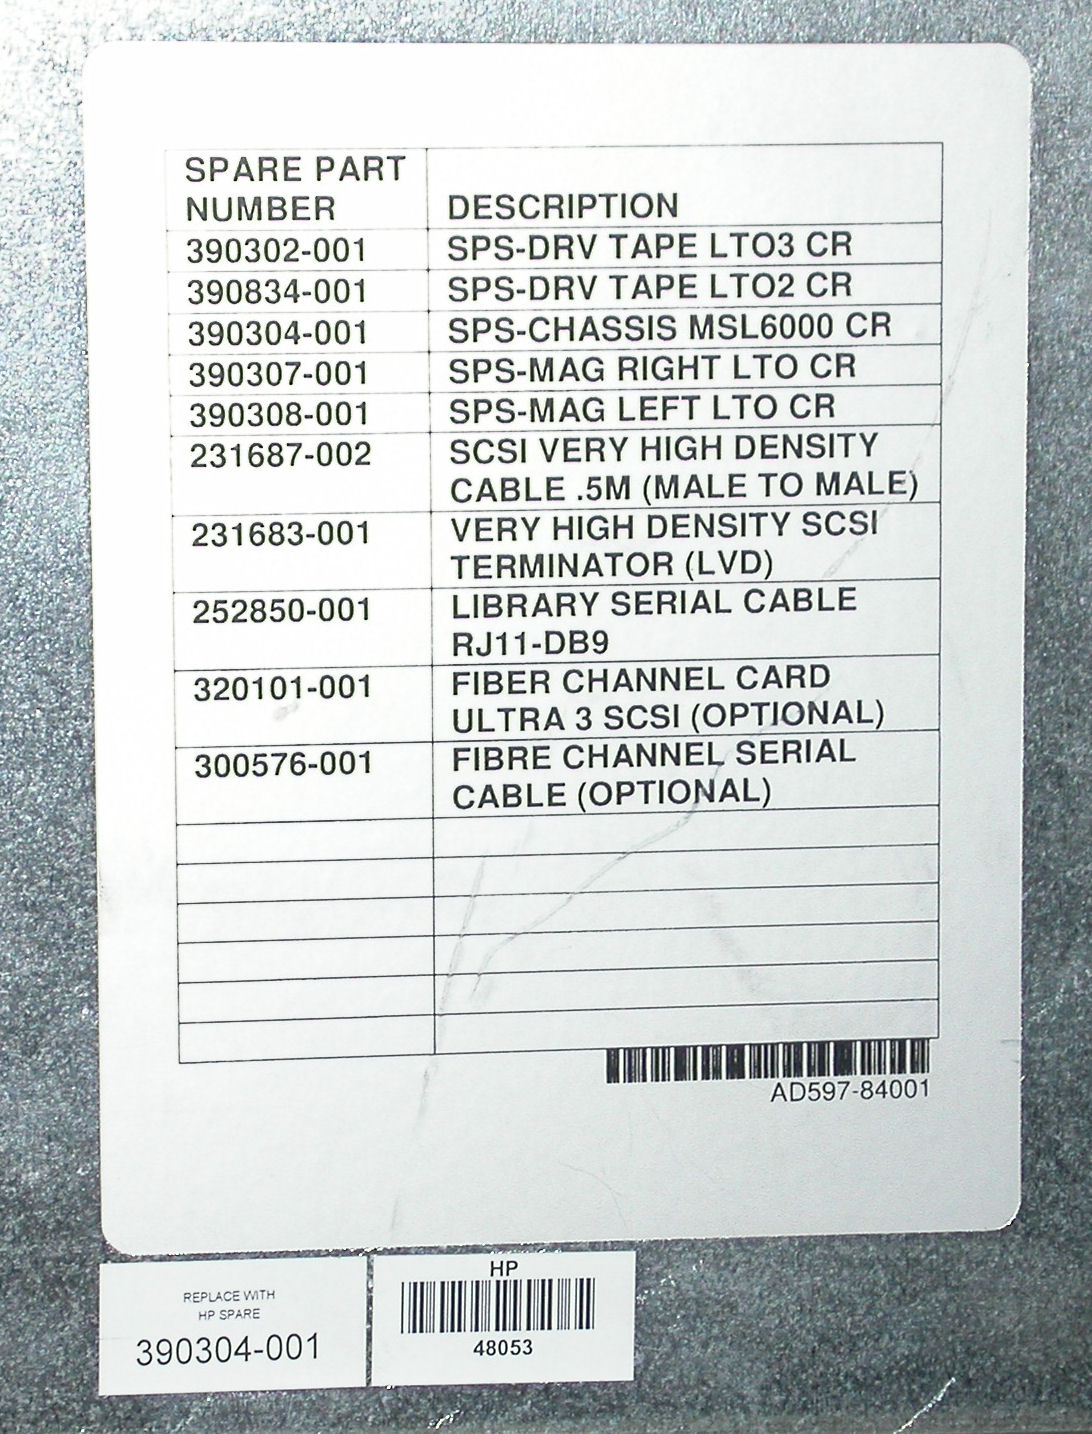 SPARE PART
NUMBER DESCRIPTION
390302-001 SPS-DRV TAPE LTO3 CR
390834-001 SPS-DRV TAPE LTO2 CR
390304-001 SPS-CHASSIS MSL6000 CR
390307-001 SPS-MAG RIGHT LTO CR
390308-001 SPS-MAG LEFT LTO CR
231687-002 SCSI VERY HIGH DENSITY
CABLE .5M (MALE TO MALE)
231683-001 VERY HIGH DENSITY SCSI
TERMINATOR (LVD)
252850-001 LIBRARY SERIAL CABLE
RJ11-DB9
320101-001 FIBER CHANNEL CARD
ULTRA 3 SCSI (OPTIONAL)
300576-001 FIBRE CHANNEL SERIAL
CABLE (OPTIONAL)
AD597-84001
REPLACE WITH
HP SPARE
390304-001
HP
48053